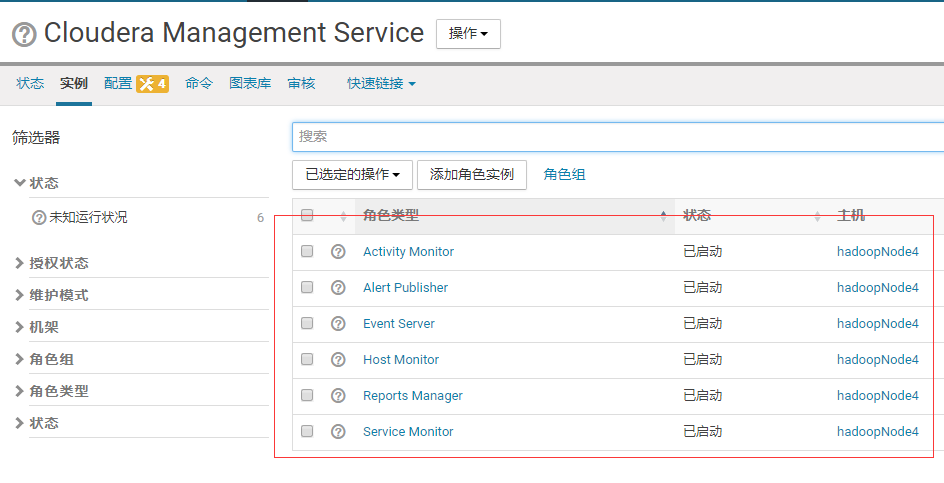 Cloudera Management Service 操作
状态 实例 配置 4 命令 图表库 审核 快速链接
筛选器
状态
未知运行状况 6
授权状态
维护模式
机架
角色组
角色类型
状态
搜索
已选定的操作 添加角色实例 角色组
角色类型 状态 主机
Activity Monitor 已启动 hadoopNode4
Alert Publisher 已启动 hadoopNode4
Event Server 已启动 hadoopNode4
Host Monitor 已启动 hadoopNode4
Reports Manager 已启动 hadoopNode4
Service Monitor 已启动 hadoopNode4